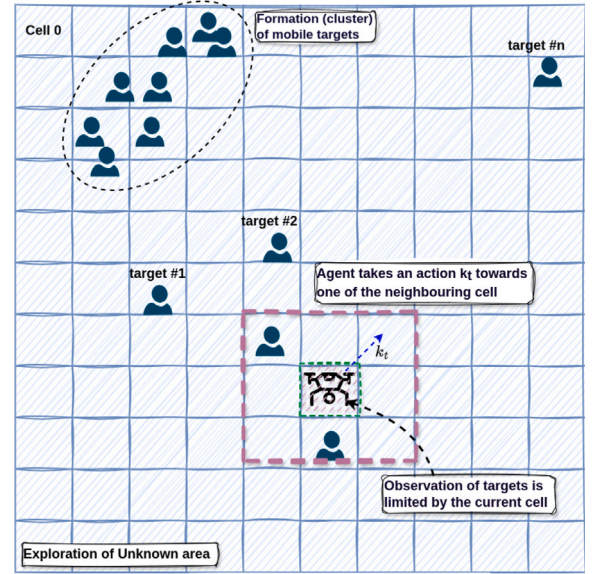 Cell 0
Formation (cluster)
of mobile targets
target #n
target #2
target #1
Agent takes an action kt towards
one of the neighbouring cell
kt
Observation of targets is
limited by the current cell
Exploration of Unknown area